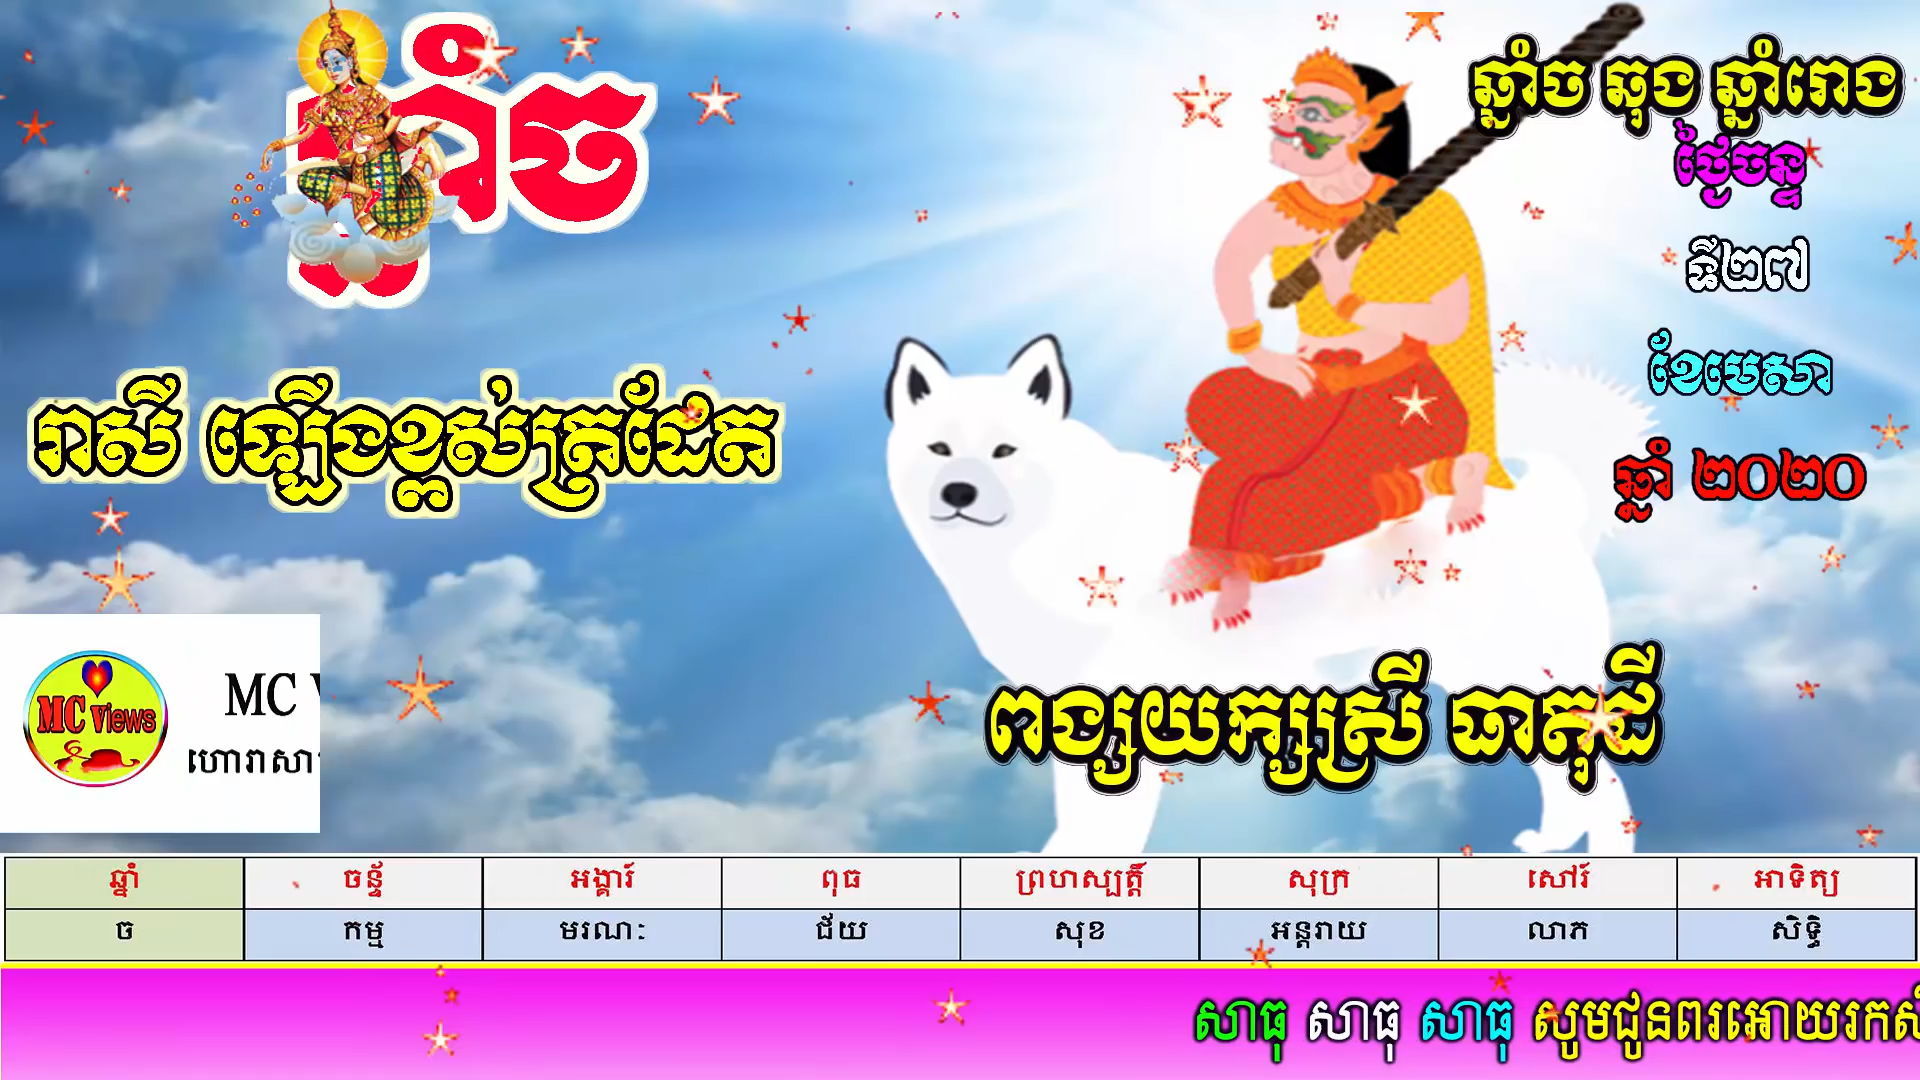 ឆ្នាំច
ឆ្នាំច ឆុង ឆ្នាំរោង
ថ្ងៃចន្ទ
ទី២៧
ខែមេសា
ឆ្នាំ ២០២០
រាសី ឡើងខ្ពស់ត្រដែត
MC Views
MC
ហោរាសា
ពង្សយក្សស្រី ធាតុដី
ឆ្នាំ ចន្ទ័ អង្គារ៍ ពុធ ព្រហស្បត្តិ៍ សុក្រ សៅរ៍ អាទិត្យ
ច កម្ម មរណៈ ជ័យ សុខ អន្តរាយ លាភ សិទ្ធិ
សាធុ សាធុ សាធុ សូមជូនពរអោយរកស៊